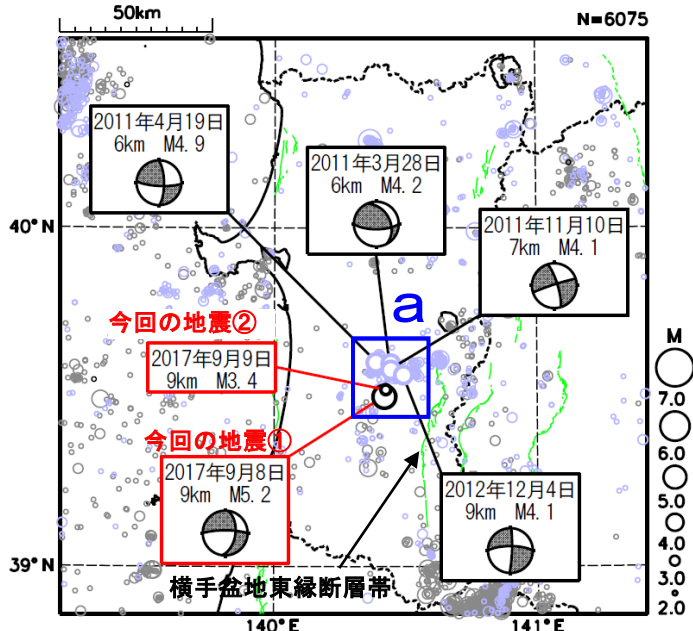 50km
N=6075
2011年4月19日
6km M4.9
2011年3月28日
6km M4.2
2011年11月10日
7km M4.1
40°N
a
今回の地震②
2017年9月9日
9km M3.4
今回の地震①
2017年9月8日
9km M5.2
2012年12月4日
9km M4.1
横手盆地東縁断層帯
39°N
140°E
141°E
M
7.0
6.0
5.0
4.0
3.0
2.0